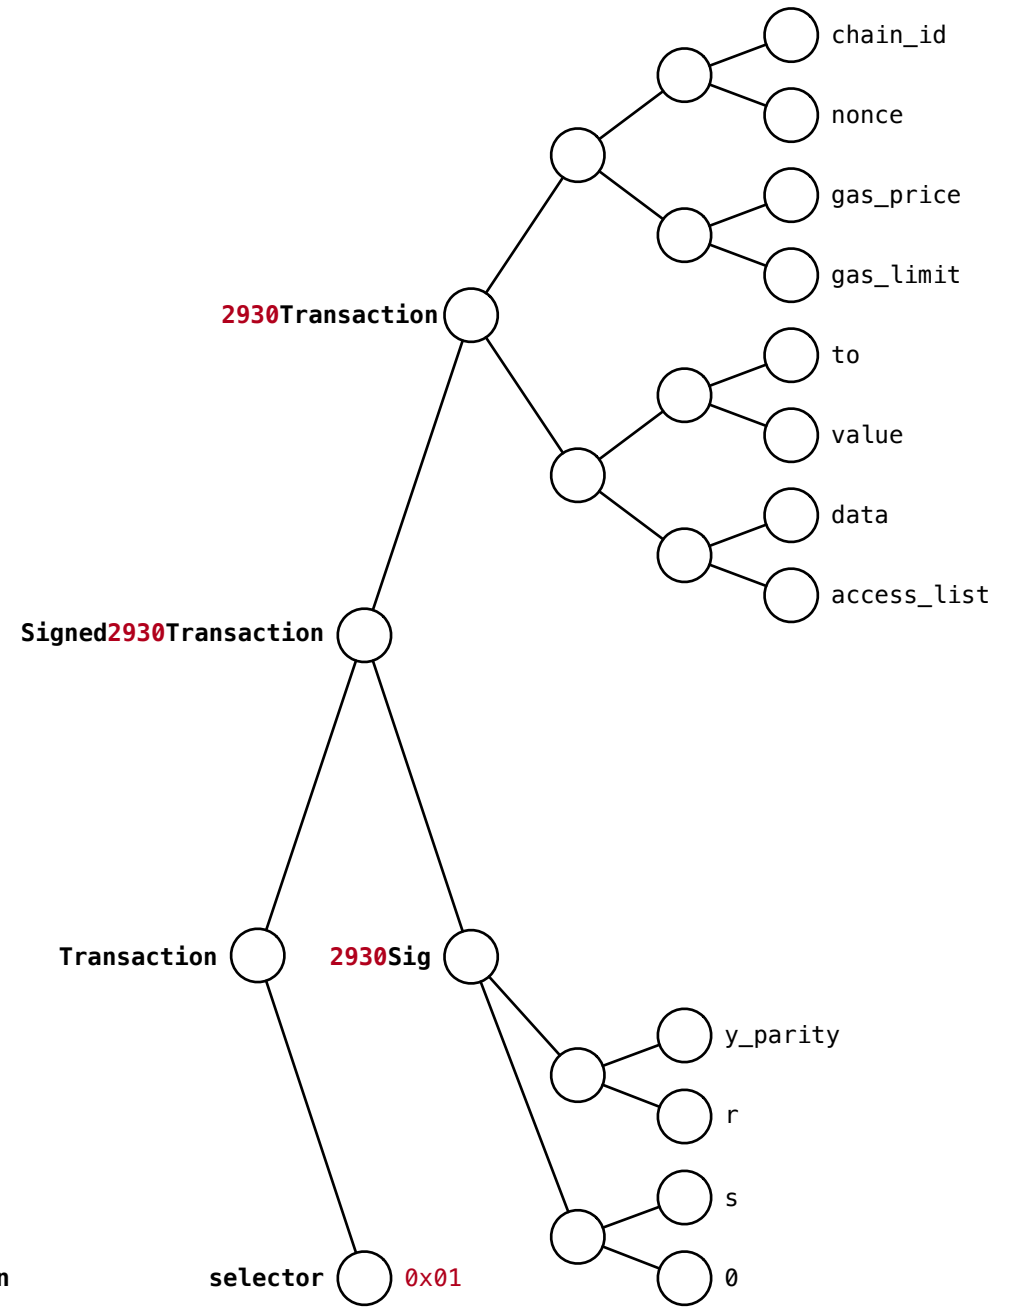 chain_id
nonce
gas_price
gas_limit
2930Transaction
to
value
data
access_list
Signed2930Transaction
Transaction
2930Sig
y_parity
r
s
n
selector
0x01
0